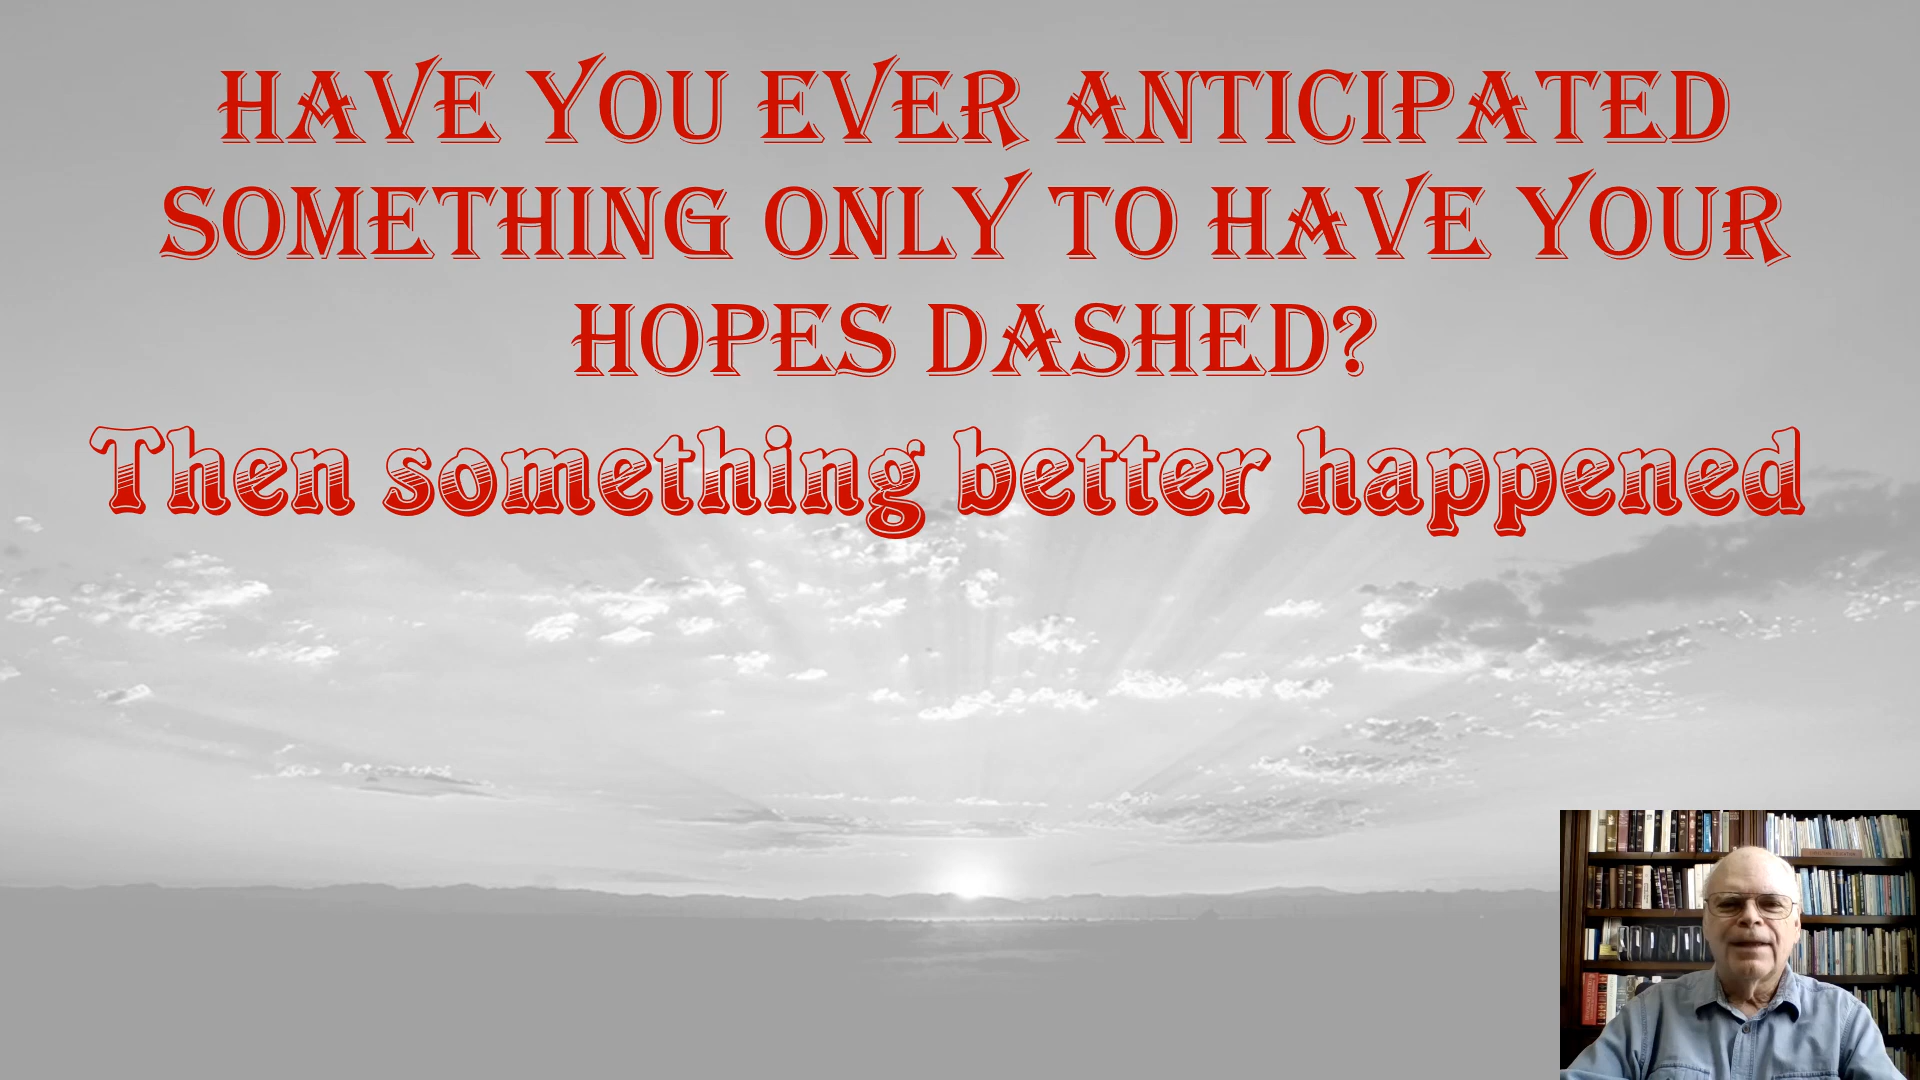 HAVE YOU EVER ANTICIPATED
SOMETHING ONLY TO HAVE YOUR
HOPES DASHED?
Then something better happened